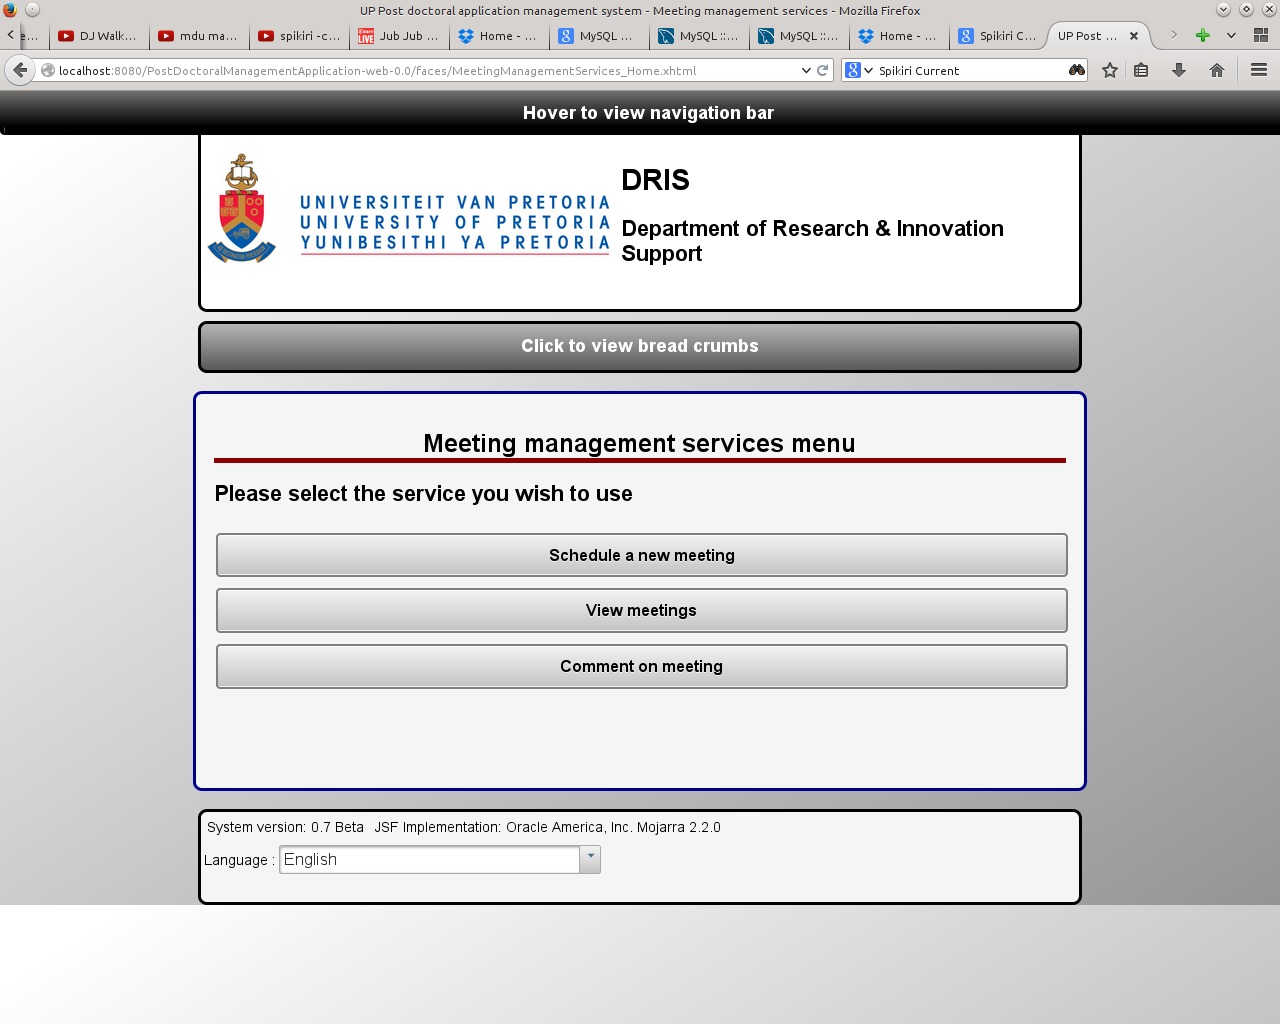 UP Post doctoral application management system - Meeting management services - Mozilla Firefox
e... DJ Walk... mdu ma... spikiri -c... Jub Jub ... Home - ... MySQL ... MySQL ::... MySQL ::... Home - ... Spikiri C... UP Post ...
localhost:8080/PostDoctoralManagementApplication-web-0.0/faces/MeetingManagementServices_Home.xhtml Spikiri Current
Hover to view navigation bar
DRIS
UNIVERSITEIT VAN PRETORIA
UNIVERSITY OF PRETORIA
YUNIBESITHI YA PRETORIA
Department of Research & Innovation
Support
Click to view bread crumbs
Meeting management services menu
Please select the service you wish to use
Schedule a new meeting
View meetings
Comment on meeting
System version: 0.7 Beta JSF Implementation: Oracle America, Inc. Mojarra 2.2.0
Language : English